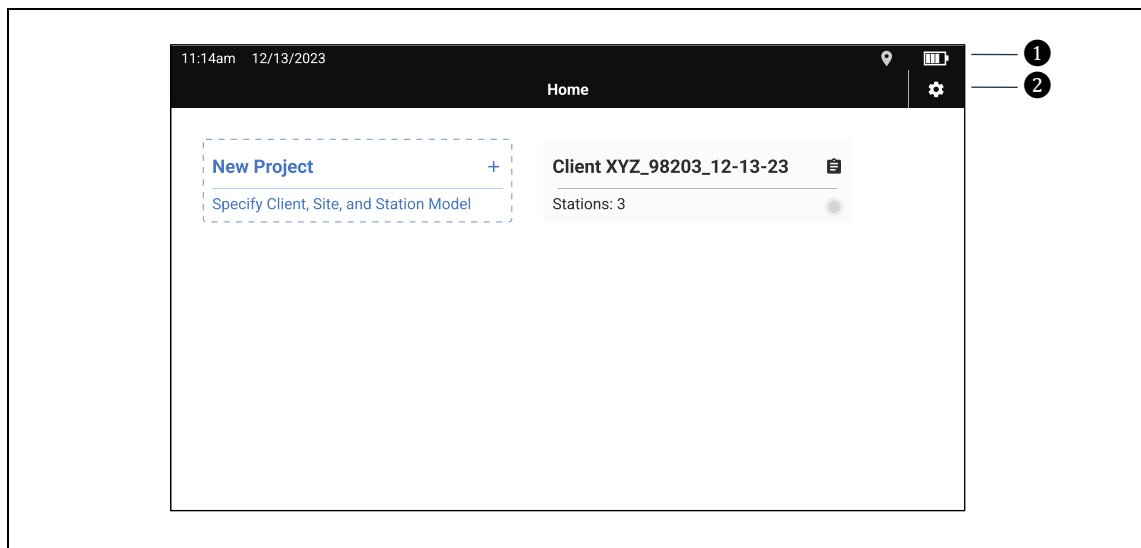 11:14am 12/13/2023
1
Home
2
New Project +
Specify Client, Site, and Station Model
Client XYZ_98203_12-13-23
Stations: 3